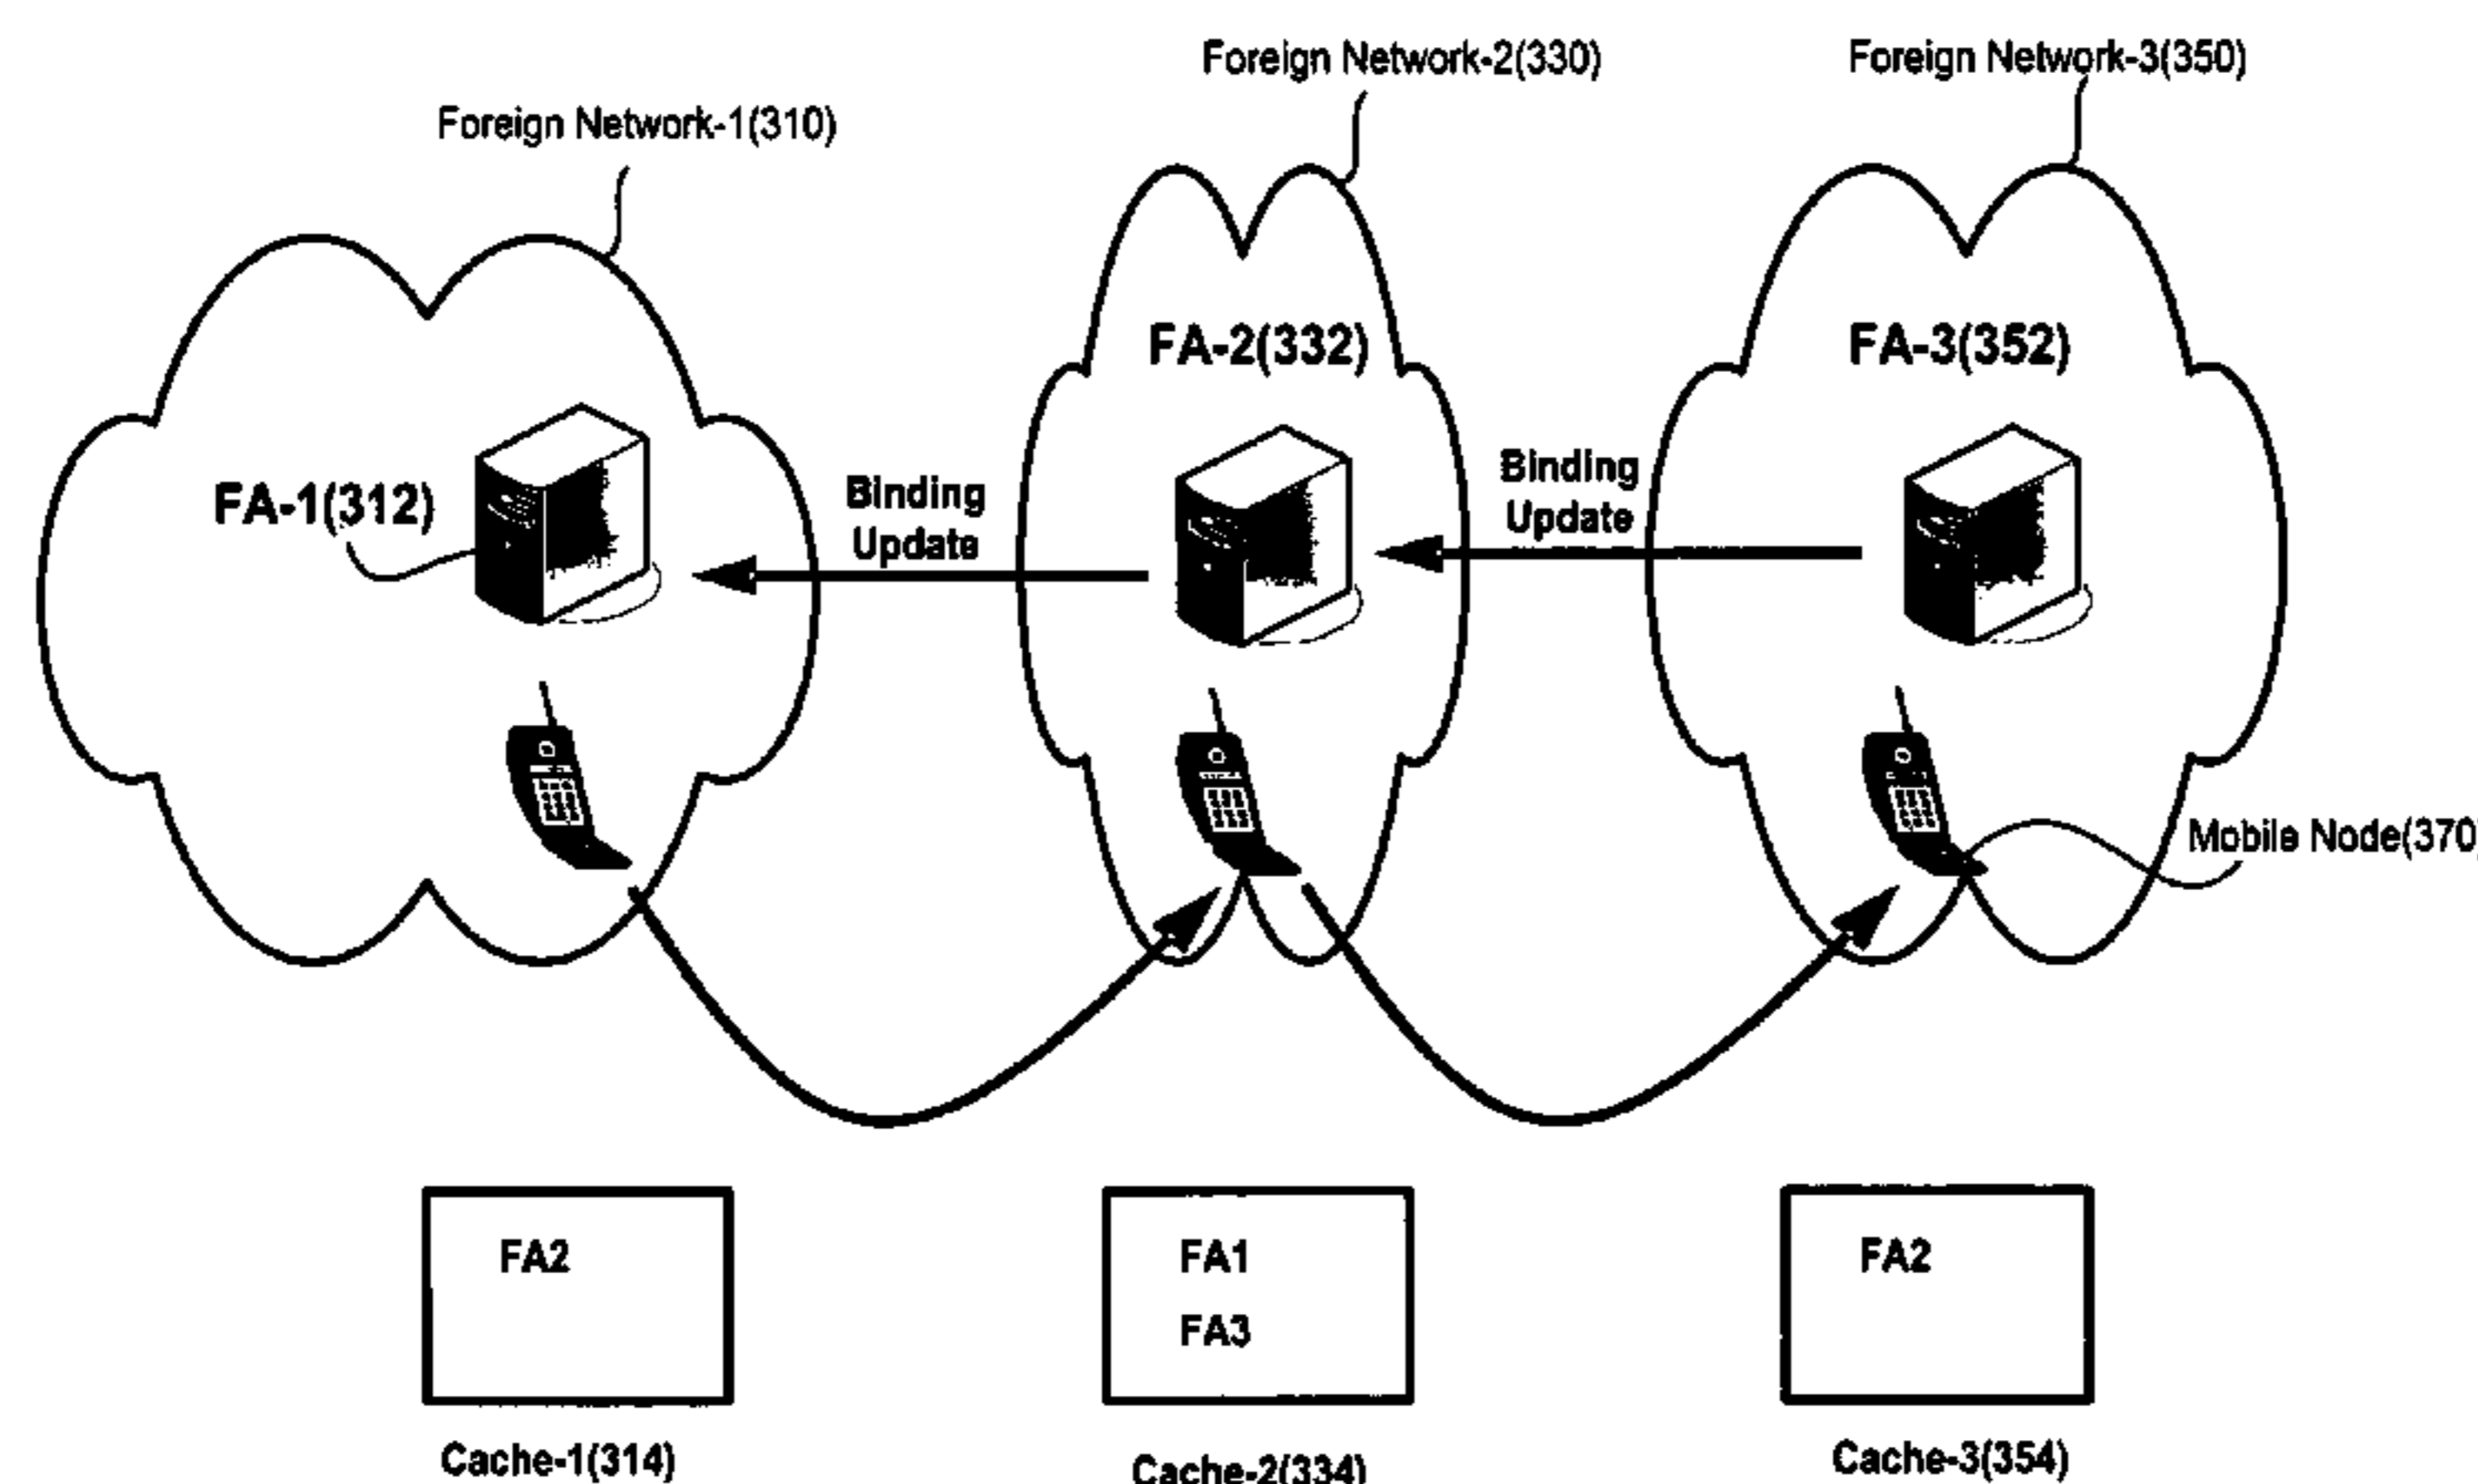 Foreign Network-2(330)
Foreign Network-3(350)
Foreign Network-1(310)
FA-2(332)
FA-3(352)
FA-1(312)
Binding
Update
Binding
Update
Mobile Node(370)
FA2
FA1
FA3
FA2
Cache-1(314)
Cache-2(334)
Cache-3(354)